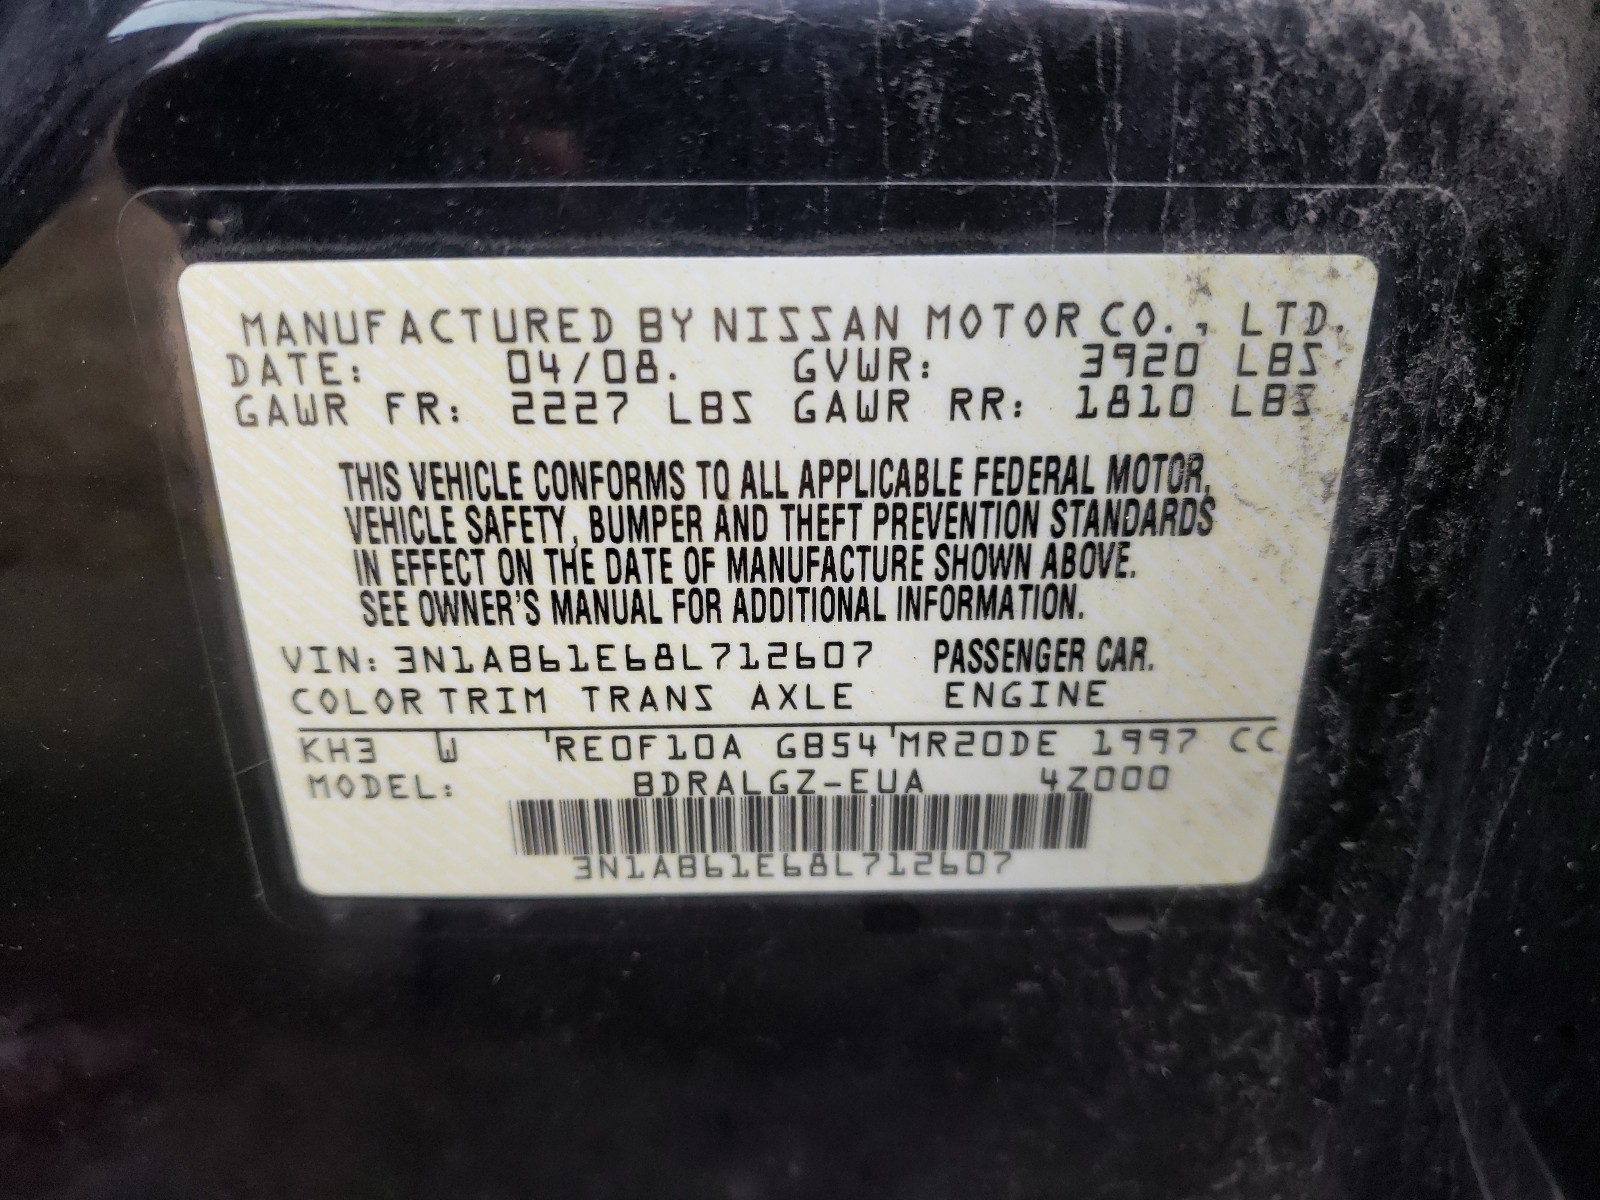 MANUFACTURED BY NISSAN MOTOR CO., LTD.
DATE: 04/08. GVWR: 3920 LBS
GAWR FR: 2227 LBS GAWR RR: 1810 LBS
THIS VEHICLE CONFORMS TO ALL APPLICABLE FEDERAL MOTOR,
VEHICLE SAFETY, BUMPER AND THEFT PREVENTION STANDARDS
IN EFFECT ON THE DATE OF MANUFACTURE SHOWN ABOVE.
SEE OWNER'S MANUAL FOR ADDITIONAL INFORMATION.
VIN: 3N1AB61E68L712607 PASSENGER CAR.
COLOR TRIM TRANS AXLE ENGINE
KH3 W RE0F10A GB54 MR20DE 1997 CC
MODEL: BDRALGZ-EUA 4Z000
3N1AB61E68L712607